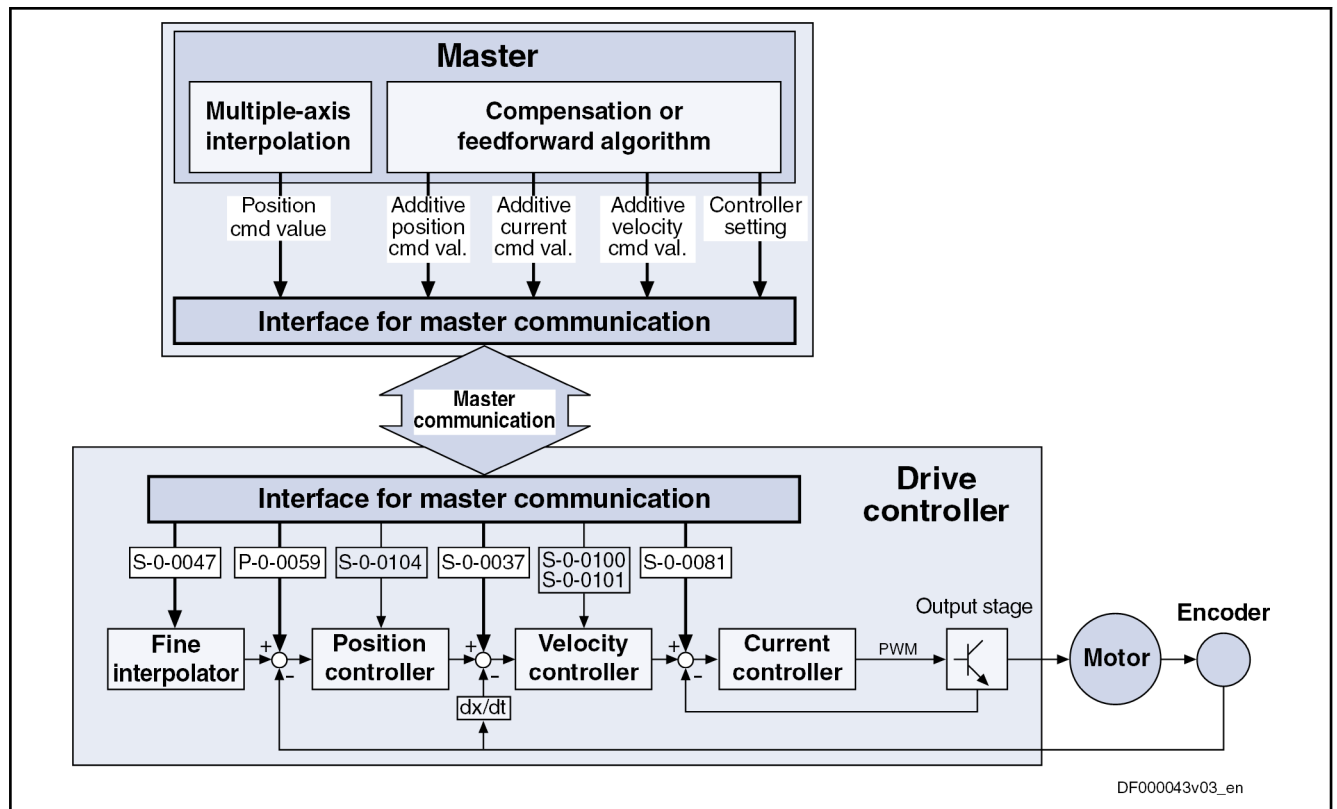 Master
Multiple-axis
interpolation
Compensation or
feedforward algorithm
Position
cmd value
Additive
position
cmd val.
Additive
current
cmd val.
Additive
velocity
cmd val.
Controller
setting
Interface for master communication
Master
communication
Drive
controller
Interface for master communication
S-0-0047
P-0-0059
S-0-0104
S-0-0037
S-0-0100
S-0-0101
S-0-0081
Output stage
Encoder
Fine
interpolator
+
-
Position
controller
+
-
Velocity
controller
+
-
Current
controller
PWM
Motor
dx/dt
DF000043v03_en